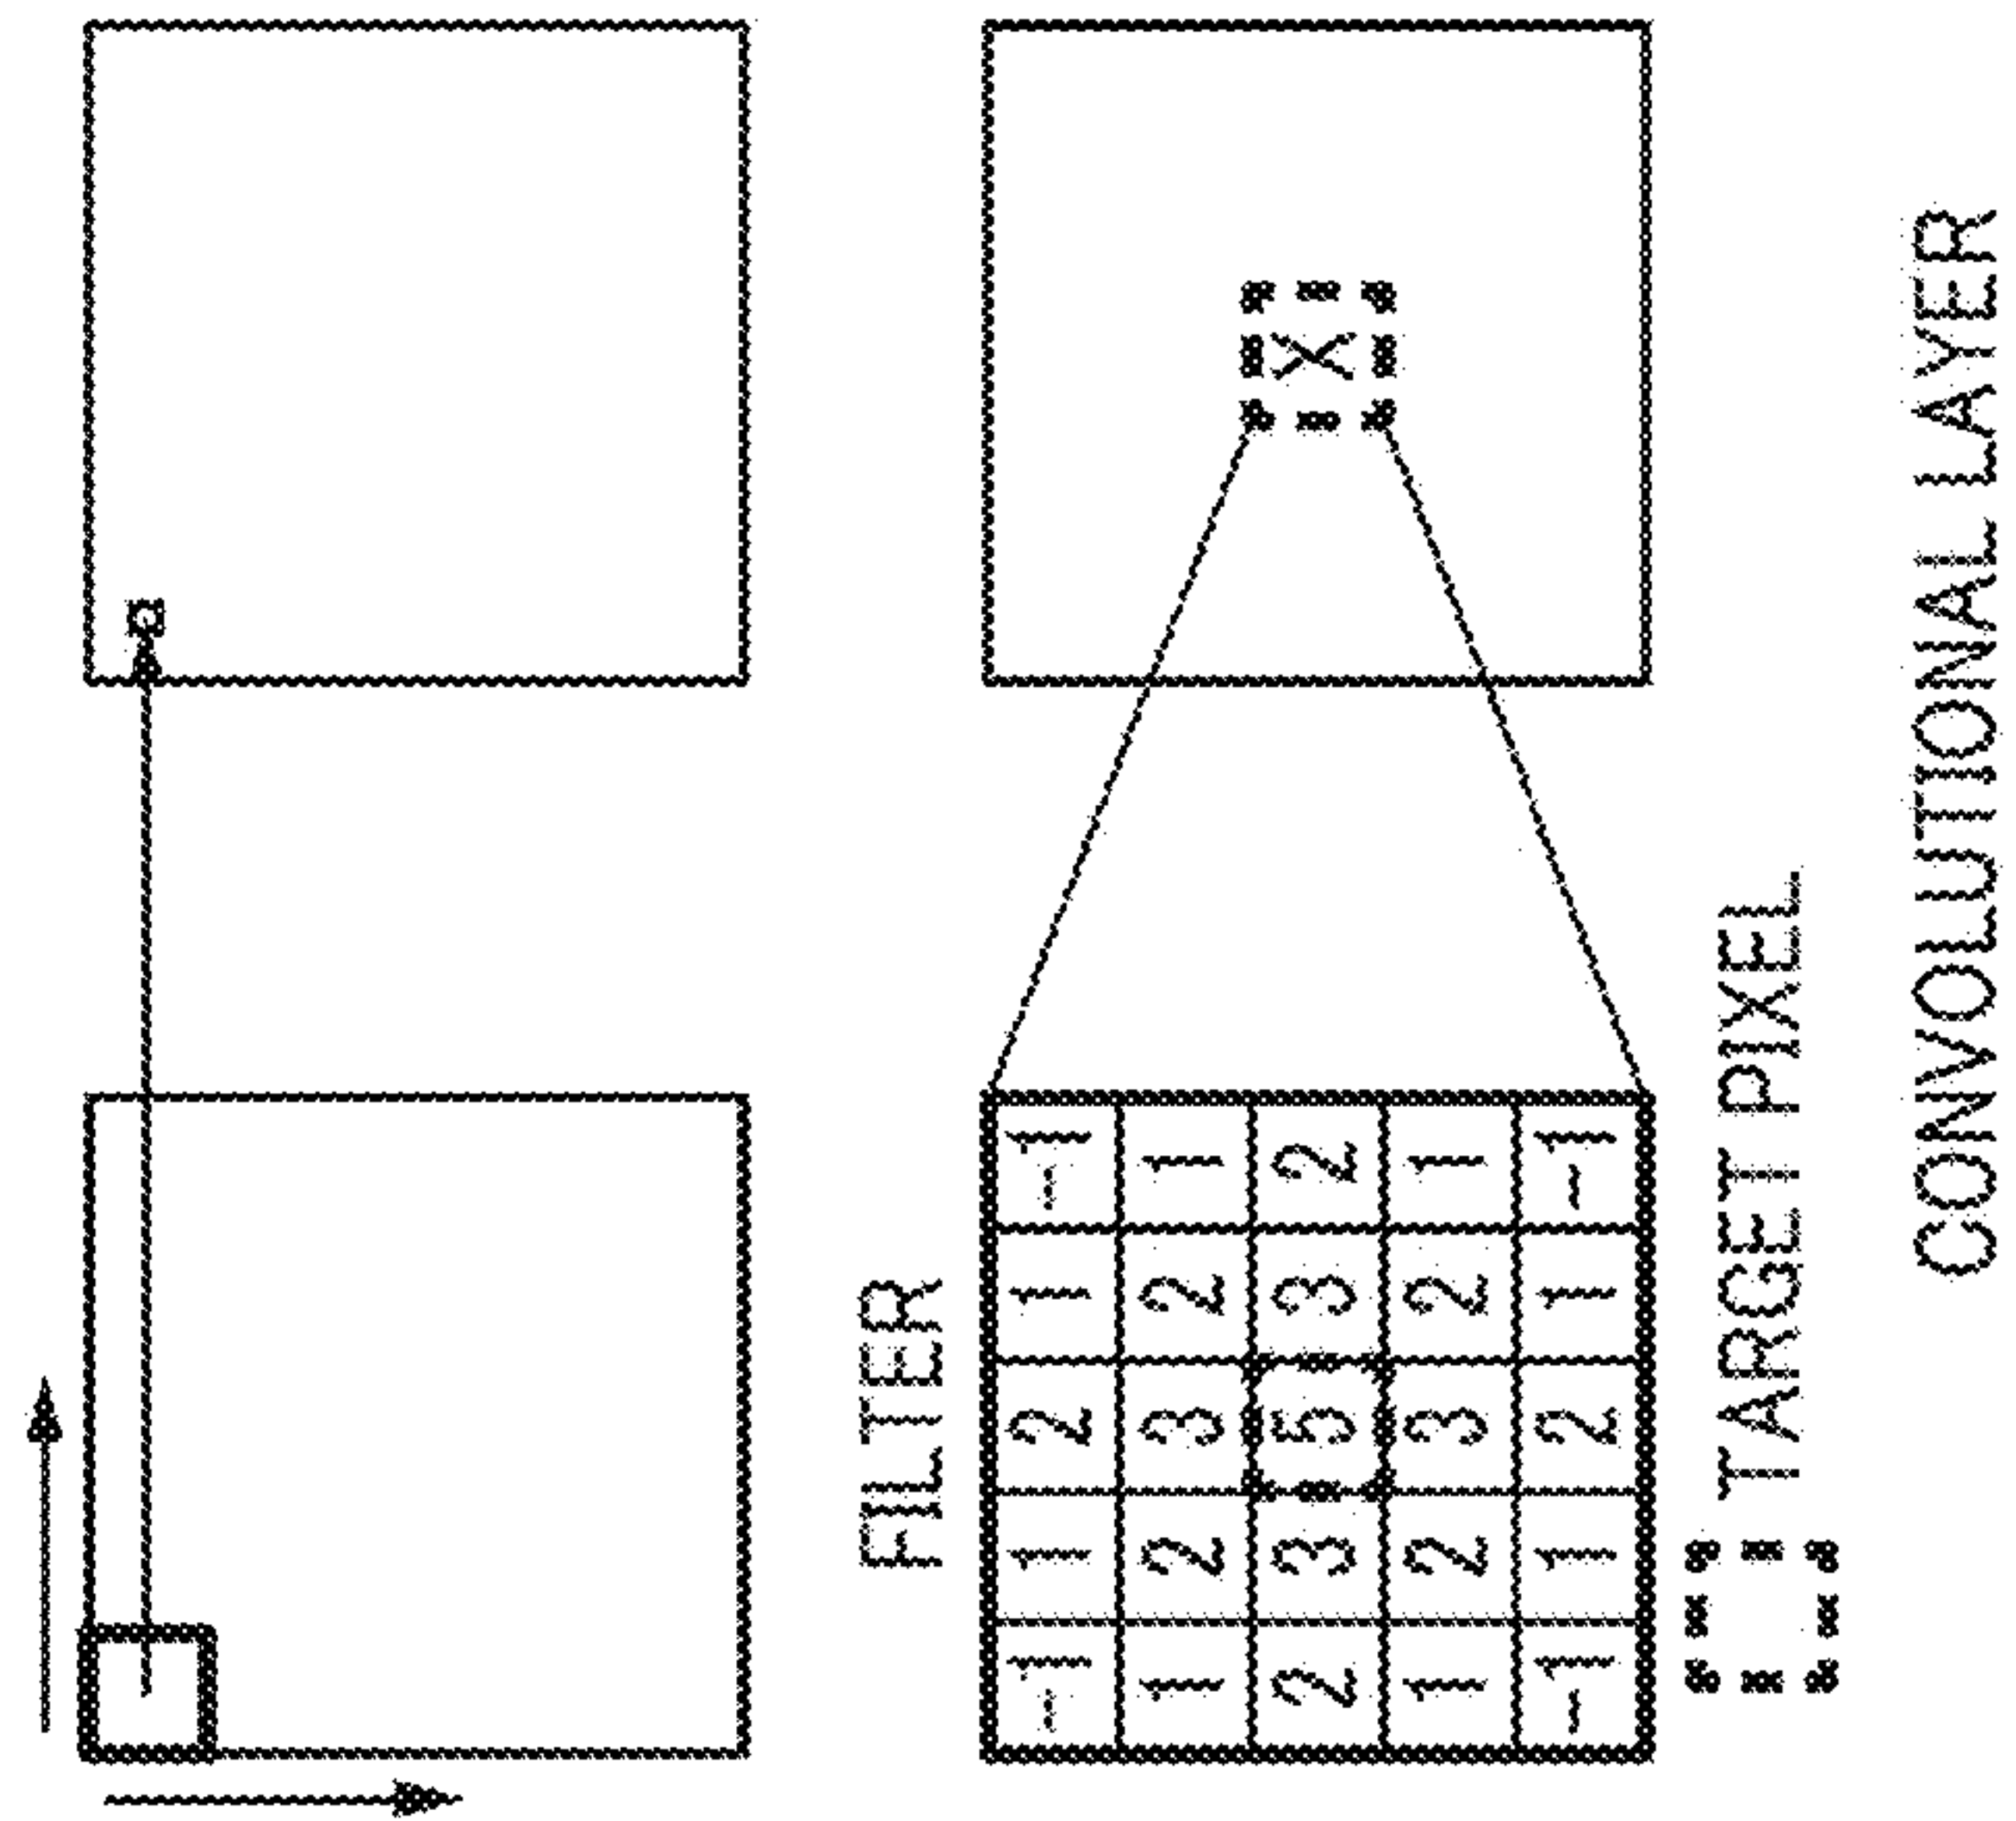 FILTER
-1 1 2 1 -1
1 2 3 2 1
2 3 5 3 2 X
1 2 3 2 1
-1 1 2 1 -1
TARGET PIXEL
CONVOLUTIONAL LAYER